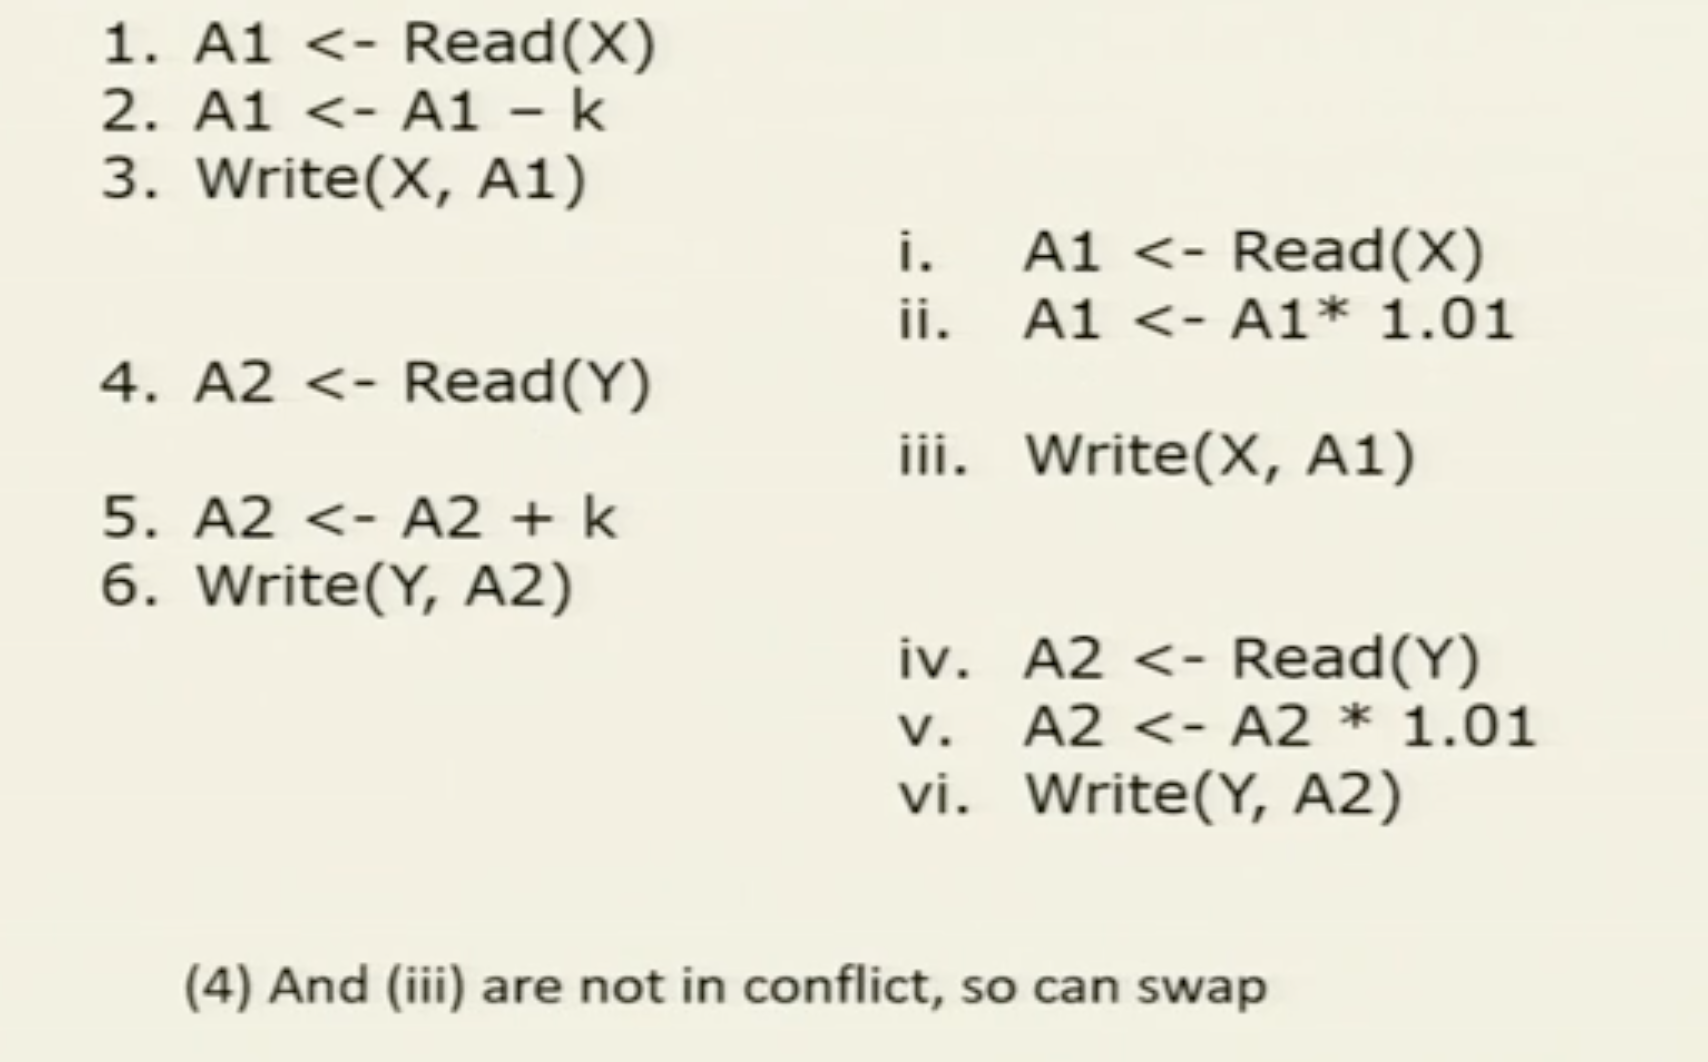 1. A1 <- Read(X)
2. A1 <- A1 – k
3. Write(X, A1)
i. A1 <- Read(X)
ii. A1 <- A1* 1.01
4. A2 <- Read(Y)
iii. Write(X, A1)
5. A2 <- A2 + k
6. Write(Y, A2)
iv. A2 <- Read(Y)
v. A2 <- A2 * 1.01
vi. Write(Y, A2)
(4) And (iii) are not in conflict, so can swap